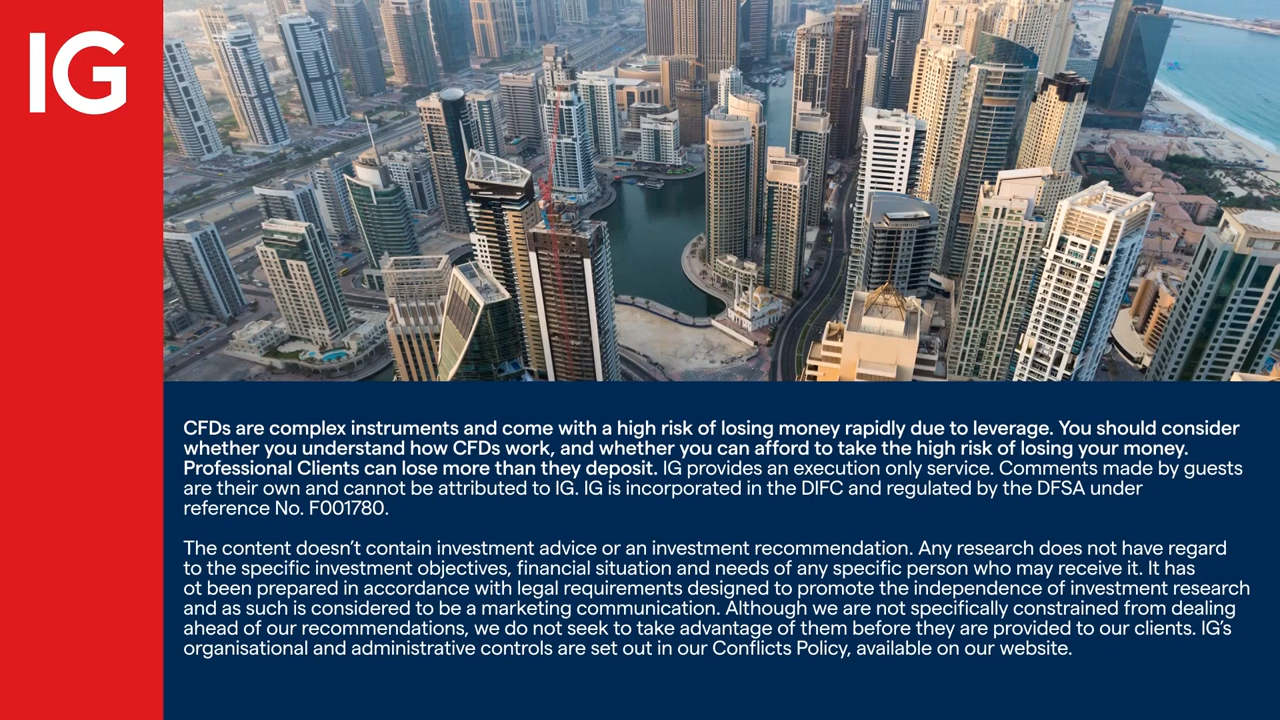 IG
CFDs are complex instruments and come with a high risk of losing money rapidly due to leverage. You should consider
whether you understand how CFDs work, and whether you can afford to take the high risk of losing your money.
Professional Clients can lose more than they deposit. IG provides an execution only service. Comments made by guests
are their own and cannot be attributed to IG. IG is incorporated in the DIFC and regulated by the DFSA under
reference No. F001780.
The content doesn’t contain investment advice or an investment recommendation. Any research does not have regard
to the specific investment objectives, financial situation and needs of any specific person who may receive it. It has
ot been prepared in accordance with legal requirements designed to promote the independence of investment research
and as such is considered to be a marketing communication. Although we are not specifically constrained from dealing
ahead of our recommendations, we do not seek to take advantage of them before they are provided to our clients. IG’s
organisational and administrative controls are set out in our Conflicts Policy, available on our website.